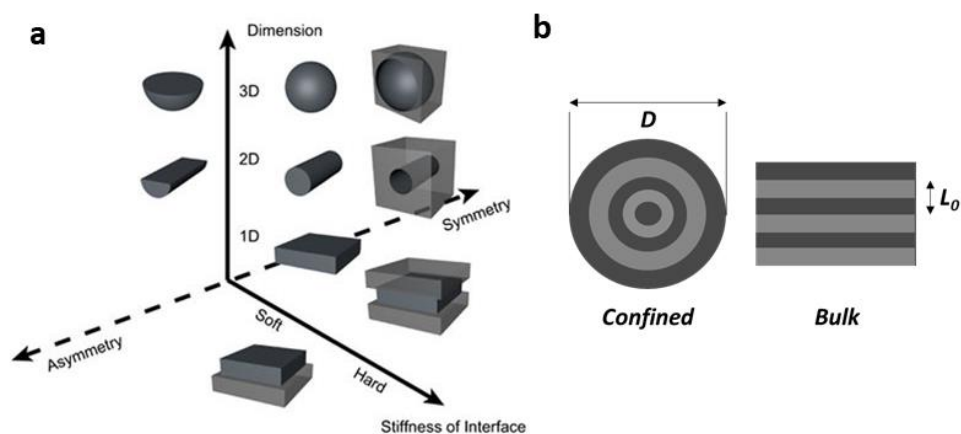 a
Dimension
3D
2D
1D
Symmetry
Asymmetry
Soft
Hard
Stiffness of Interface
b
D
L0
Confined
Bulk